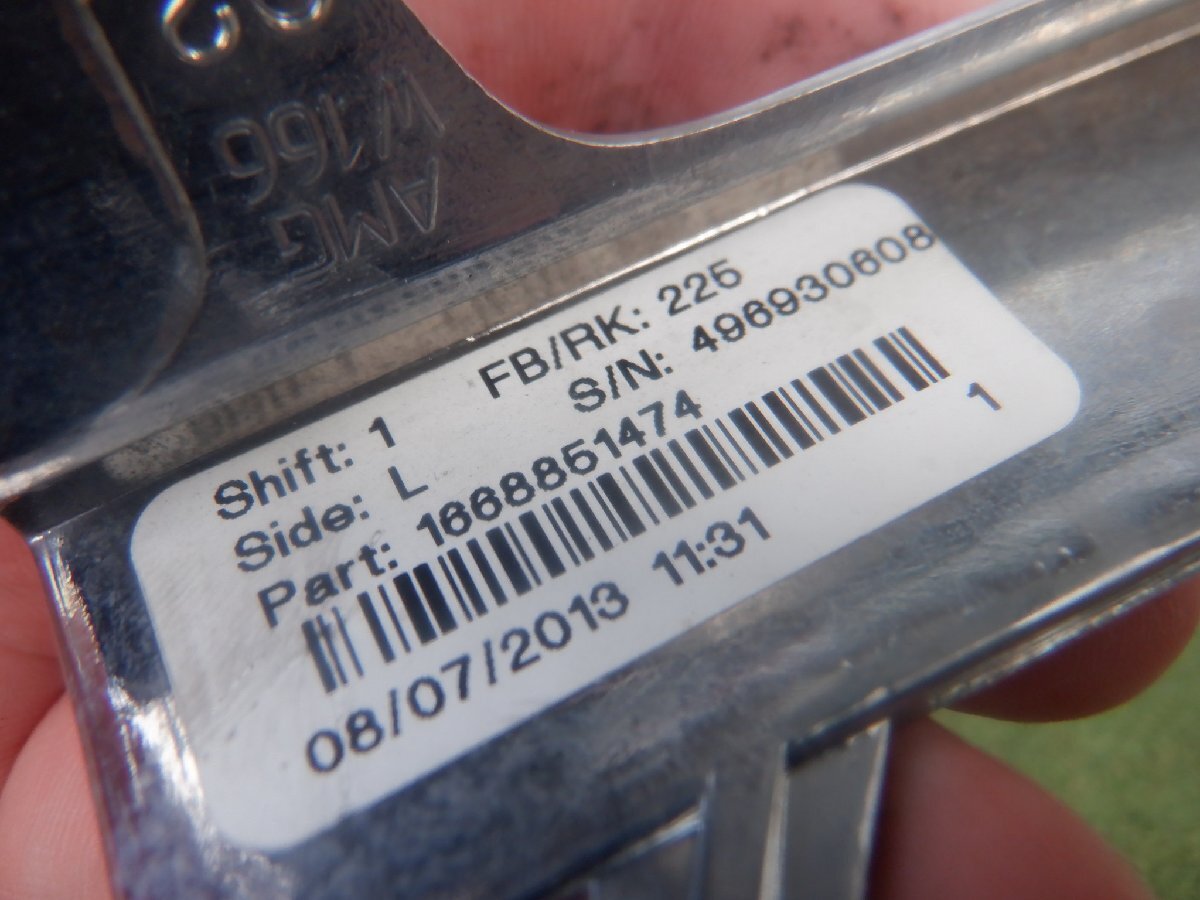 AMG
W166
Shift: 1 FB/RK: 225
Side: L S/N: 496930608
Part: 1668851474
1
08/07/2013 11:31